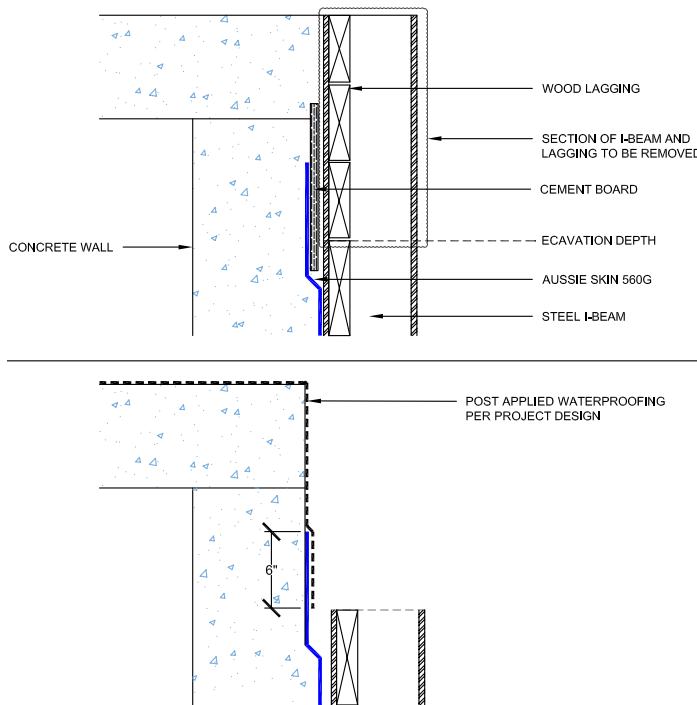 WOOD LAGGING
SECTION OF I-BEAM AND
LAGGING TO BE REMOVED
CEMENT BOARD
CONCRETE WALL
ECAVATION DEPTH
AUSSIE SKIN 560G
STEEL I-BEAM
POST APPLIED WATERPROOFING
PER PROJECT DESIGN
6"